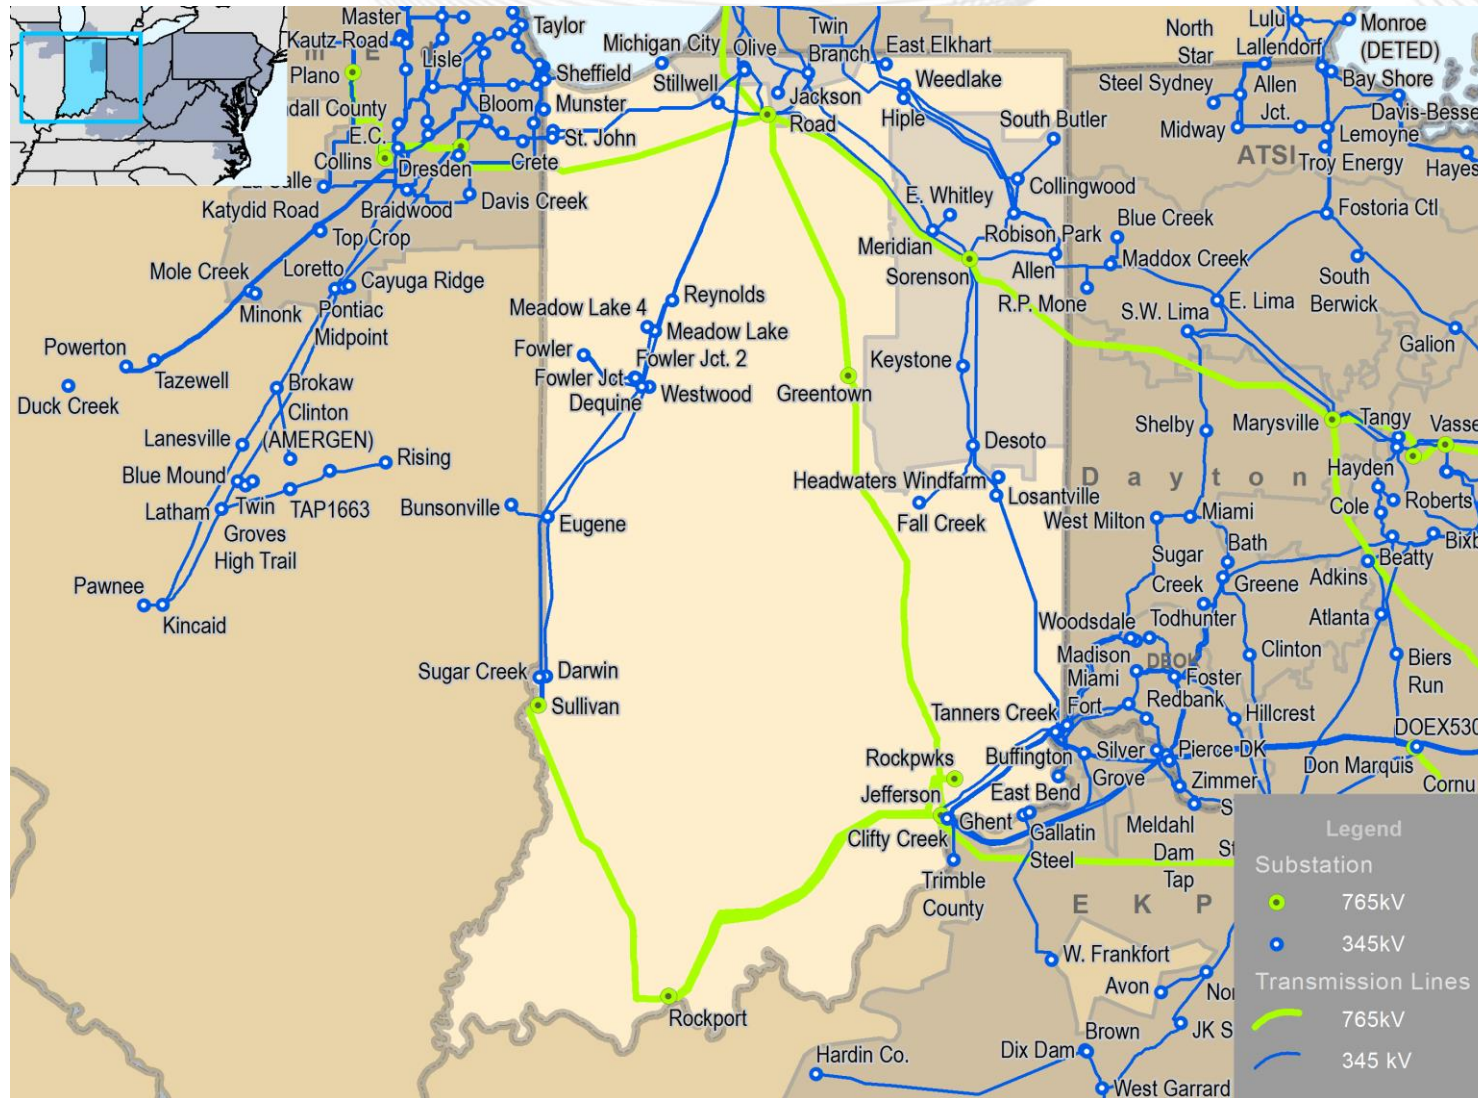 Master
Kautz Road
Plano
Lisle
Taylor
Sheffield
Michigan City
Stillwell
Olive
Twin
Branch
East Elkhart
Weedlake
Jackson
Road
Hiple
South Butler
North
Star
Lulu
Lallendorf
Monroe
(DETED)
Steel Sydney
Allen
Jct.
Bay Shore
Davis-Besse
Midway
Lemoyne
ATSI
Troy Energy
Hayes
Fostoria Ctl
Bloom
Munster
E.C.
Collins
Dresden
Crete
St. John
Katydid Road
Braidwood
Davis Creek
Top Crop
Mole Creek
Minonk
Loretto
Cayuga Ridge
Pontiac
Midpoint
E. Whitley
Collingwood
Meridian
Robison Park
Blue Creek
Sorenson
Allen
Maddox Creek
R.P. Mone
South
Berwick
E. Lima
S.W. Lima
Galion
Powerton
Tazewell
Duck Creek
Brokaw
Clinton
(AMERGEN)
Lanesville
Rising
Blue Mound
Latham
Twin
Groves
TAP1663
High Trail
Pawnee
Kincaid
Reynolds
Meadow Lake 4
Meadow Lake
Fowler
Fowler Jct. 2
Fowler Jct.
Westwood
Dequine
Greentown
Keystone
Desoto
Headwaters Windfarm
Losantville
Fall Creek
Bunsonville
Eugene
Shelby
Marysville
Tangy
Vasse
Dayton
Hayden
Roberts
Cole
Bixb
West Milton
Miami
Bath
Beatty
Sugar
Creek
Greene
Adkins
Atlanta
Woodsdale
Todhunter
Clinton
Biers
Run
Madison
DEOK
Miami
Fort
Foster
Redbank
Hillcrest
DOEX530
Sugar Creek
Darwin
Sullivan
Tanners Creek
Buffington
Silver
Grove
Pierce DK
Don Marquis
Zimmer
Cornu
Rockpwks
Jefferson
East Bend
Ghent
Clifty Creek
Gallatin
Steel
Meldahl
Dam
Tap
Trimble
County
EKP
W. Frankfort
Avon
Rockport
Brown
Dix Dam
JK S
Hardin Co.
West Garrard
Legend
Substation
765kV
345kV
Transmission Lines
765kV
345 kV